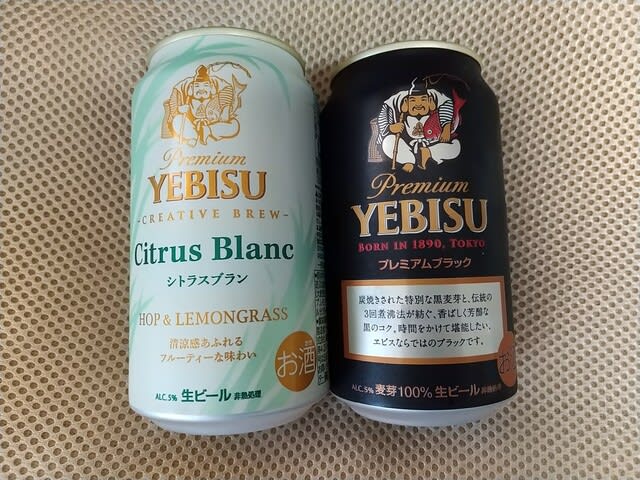 Premium
YEBISU
-CREATIVE BREW-
Citrus Blanc
シトラスブラン
HOP & LEMONGRASS
清涼感あふれる
フルーティーな味わい
お酒
ALC.5% 生ビール 非熱処理
Premium
YEBISU
BORN IN 1890, TOKYO
プレミアムブラック
炭焼きされた特別な黒麦芽と、伝統の
3回煮沸法が紡ぐ、香ばしく芳醇な
黒のコク。時間をかけて堪能したい、
ヱビスならではのブラックです。
お
ALC.5% 麦芽100% 生ビール 非熱処理